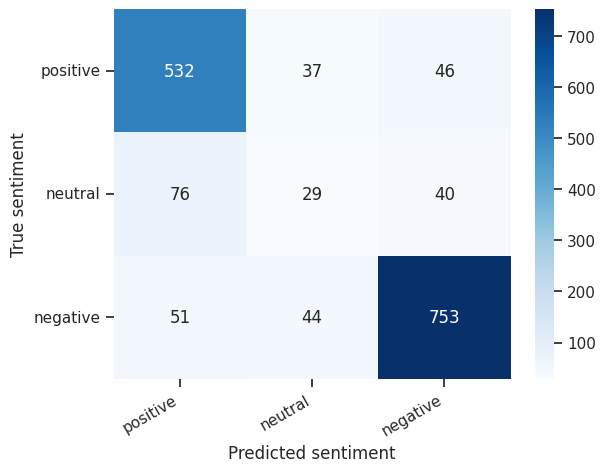 positive 532 37 46
neutral 76 29 40
negative 51 44 753
positive neutral negative
Predicted sentiment
True sentiment
700
600
500
400
300
200
100